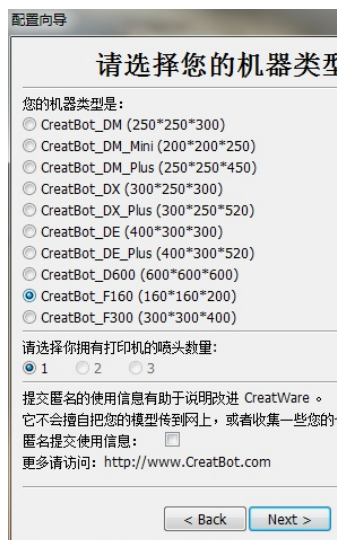 配置向导
请选择您的机器类型
您的机器类型是：
CreatBot_DM (250*250*300)
CreatBot_DM_Mini (200*200*250)
CreatBot_DM_Plus (250*250*450)
CreatBot_DX (300*250*300)
CreatBot_DX_Plus (300*250*520)
CreatBot_DE (400*300*300)
CreatBot_DE_Plus (400*300*520)
CreatBot_D600 (600*600*600)
CreatBot_F160 (160*160*200)
CreatBot_F300 (300*300*400)
请选择你拥有打印机的喷头数量：
1 2 3
提交匿名的使用信息有助于说明改进 CreatWare 。
它不会擅自把您的模型传到网上，或者收集一些您的
匿名提交使用信息：
更多请访问：http://www.CreatBot.com
< Back Next >